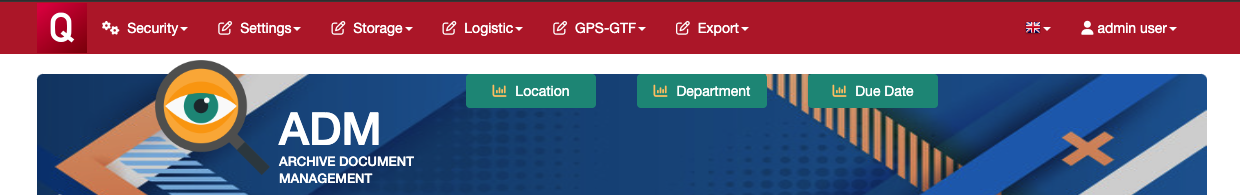 Q Security Settings Storage Logistic GPS-GTF Export admin user
Location Department Due Date
ADM
ARCHIVE DOCUMENT
MANAGEMENT